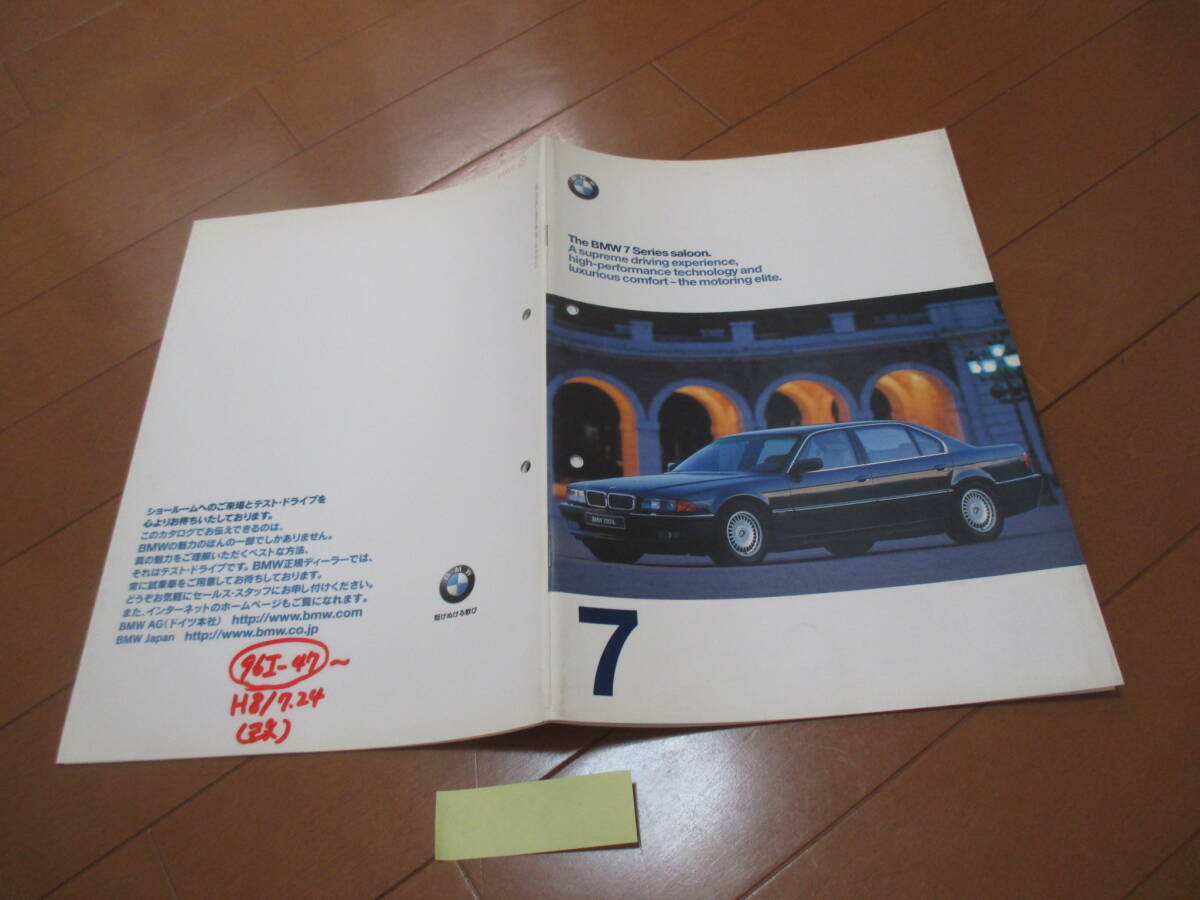 The BMW 7 Series saloon.
A supreme driving experience,
high-performance technology and
luxurious comfort – the motoring elite.
7
ショールームへのご来場とテスト・ドライブを
心よりお待ちいたしております。
このカタログでお伝えできるのは、
BMWの魅力のほんの一部でしかありません。
真の魅力をご理解いただくベストな方法、
それはテスト・ドライブです。BMW正規ディーラーでは、
常に試乗車をご用意してお待ちしております。
どうぞお気軽にセールス・スタッフにお申し付けください。
また、インターネットのホームページもご覧になれます。
BMW AG(ドイツ本社) http://www.bmw.com
BMW Japan http://www.bmw.co.jp
BMW
駆けぬける歓び
96I-47~
H8/7.24